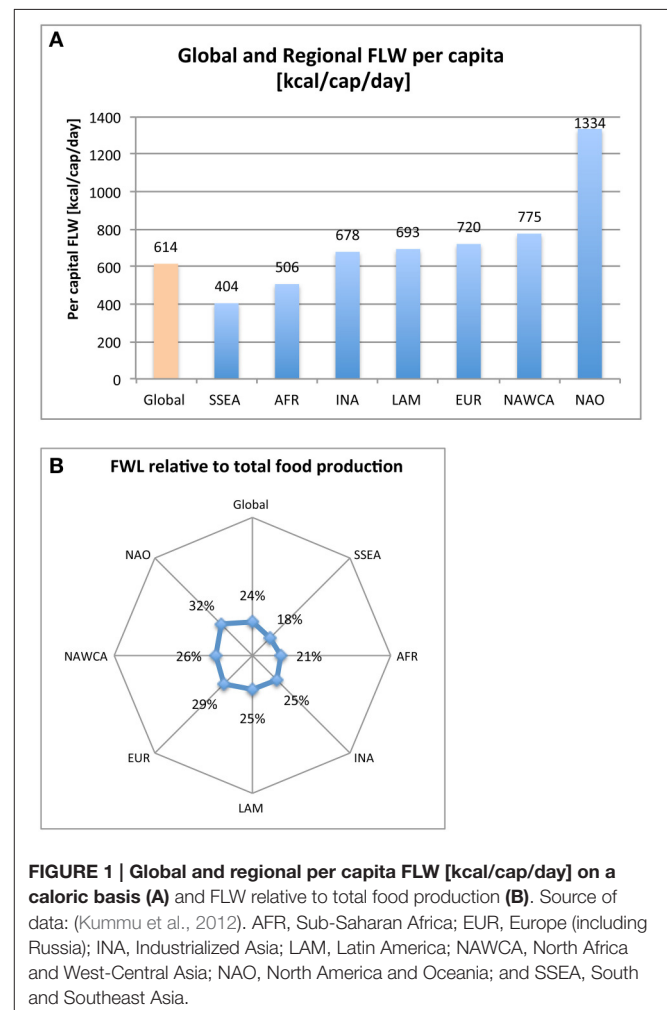 A
Global and Regional FLW per capita
[kcal/cap/day]
Per capital FLW [kcal/cap/day]
1400
1200
1000
800
600
400
200
0
614
404
506
678
693
720
775
1334
Global SSEA AFR INA LAM EUR NAWCA NAO
B
FWL relative to total food production
Global
NAO
SSEA
24%
32%
18%
NAWCA
26%
21%
AFR
29%
25%
25%
EUR
INA
LAM
FIGURE 1 | Global and regional per capita FLW [kcal/cap/day] on a
caloric basis (A) and FLW relative to total food production (B). Source of
data: (Kummu et al., 2012). AFR, Sub-Saharan Africa; EUR, Europe (including
Russia); INA, Industrialized Asia; LAM, Latin America; NAWCA, North Africa
and West-Central Asia; NAO, North America and Oceania; and SSEA, South
and Southeast Asia.